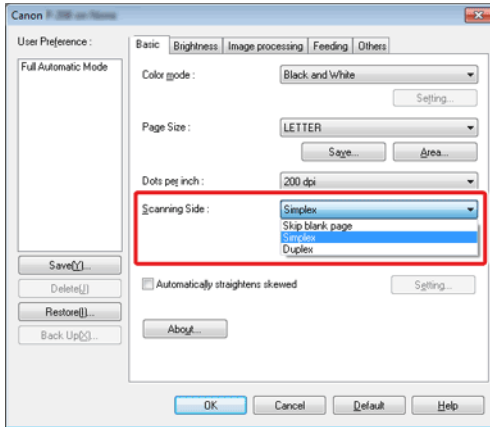 Canon
User Preference :
Full Automatic Mode
Save(Y)...
Delete(J)
Restore(I)...
Back Up(X)...
Basic Brightness Image processing Feeding Others
Color mode : Black and White
Setting...
Page Size : LETTER
Save... Area...
Dots per inch : 200 dpi
Scanning Side : Simplex
Skip blank page
Simplex
Duplex
Automatically straightens skewed Setting...
About...
OK Cancel Default Help